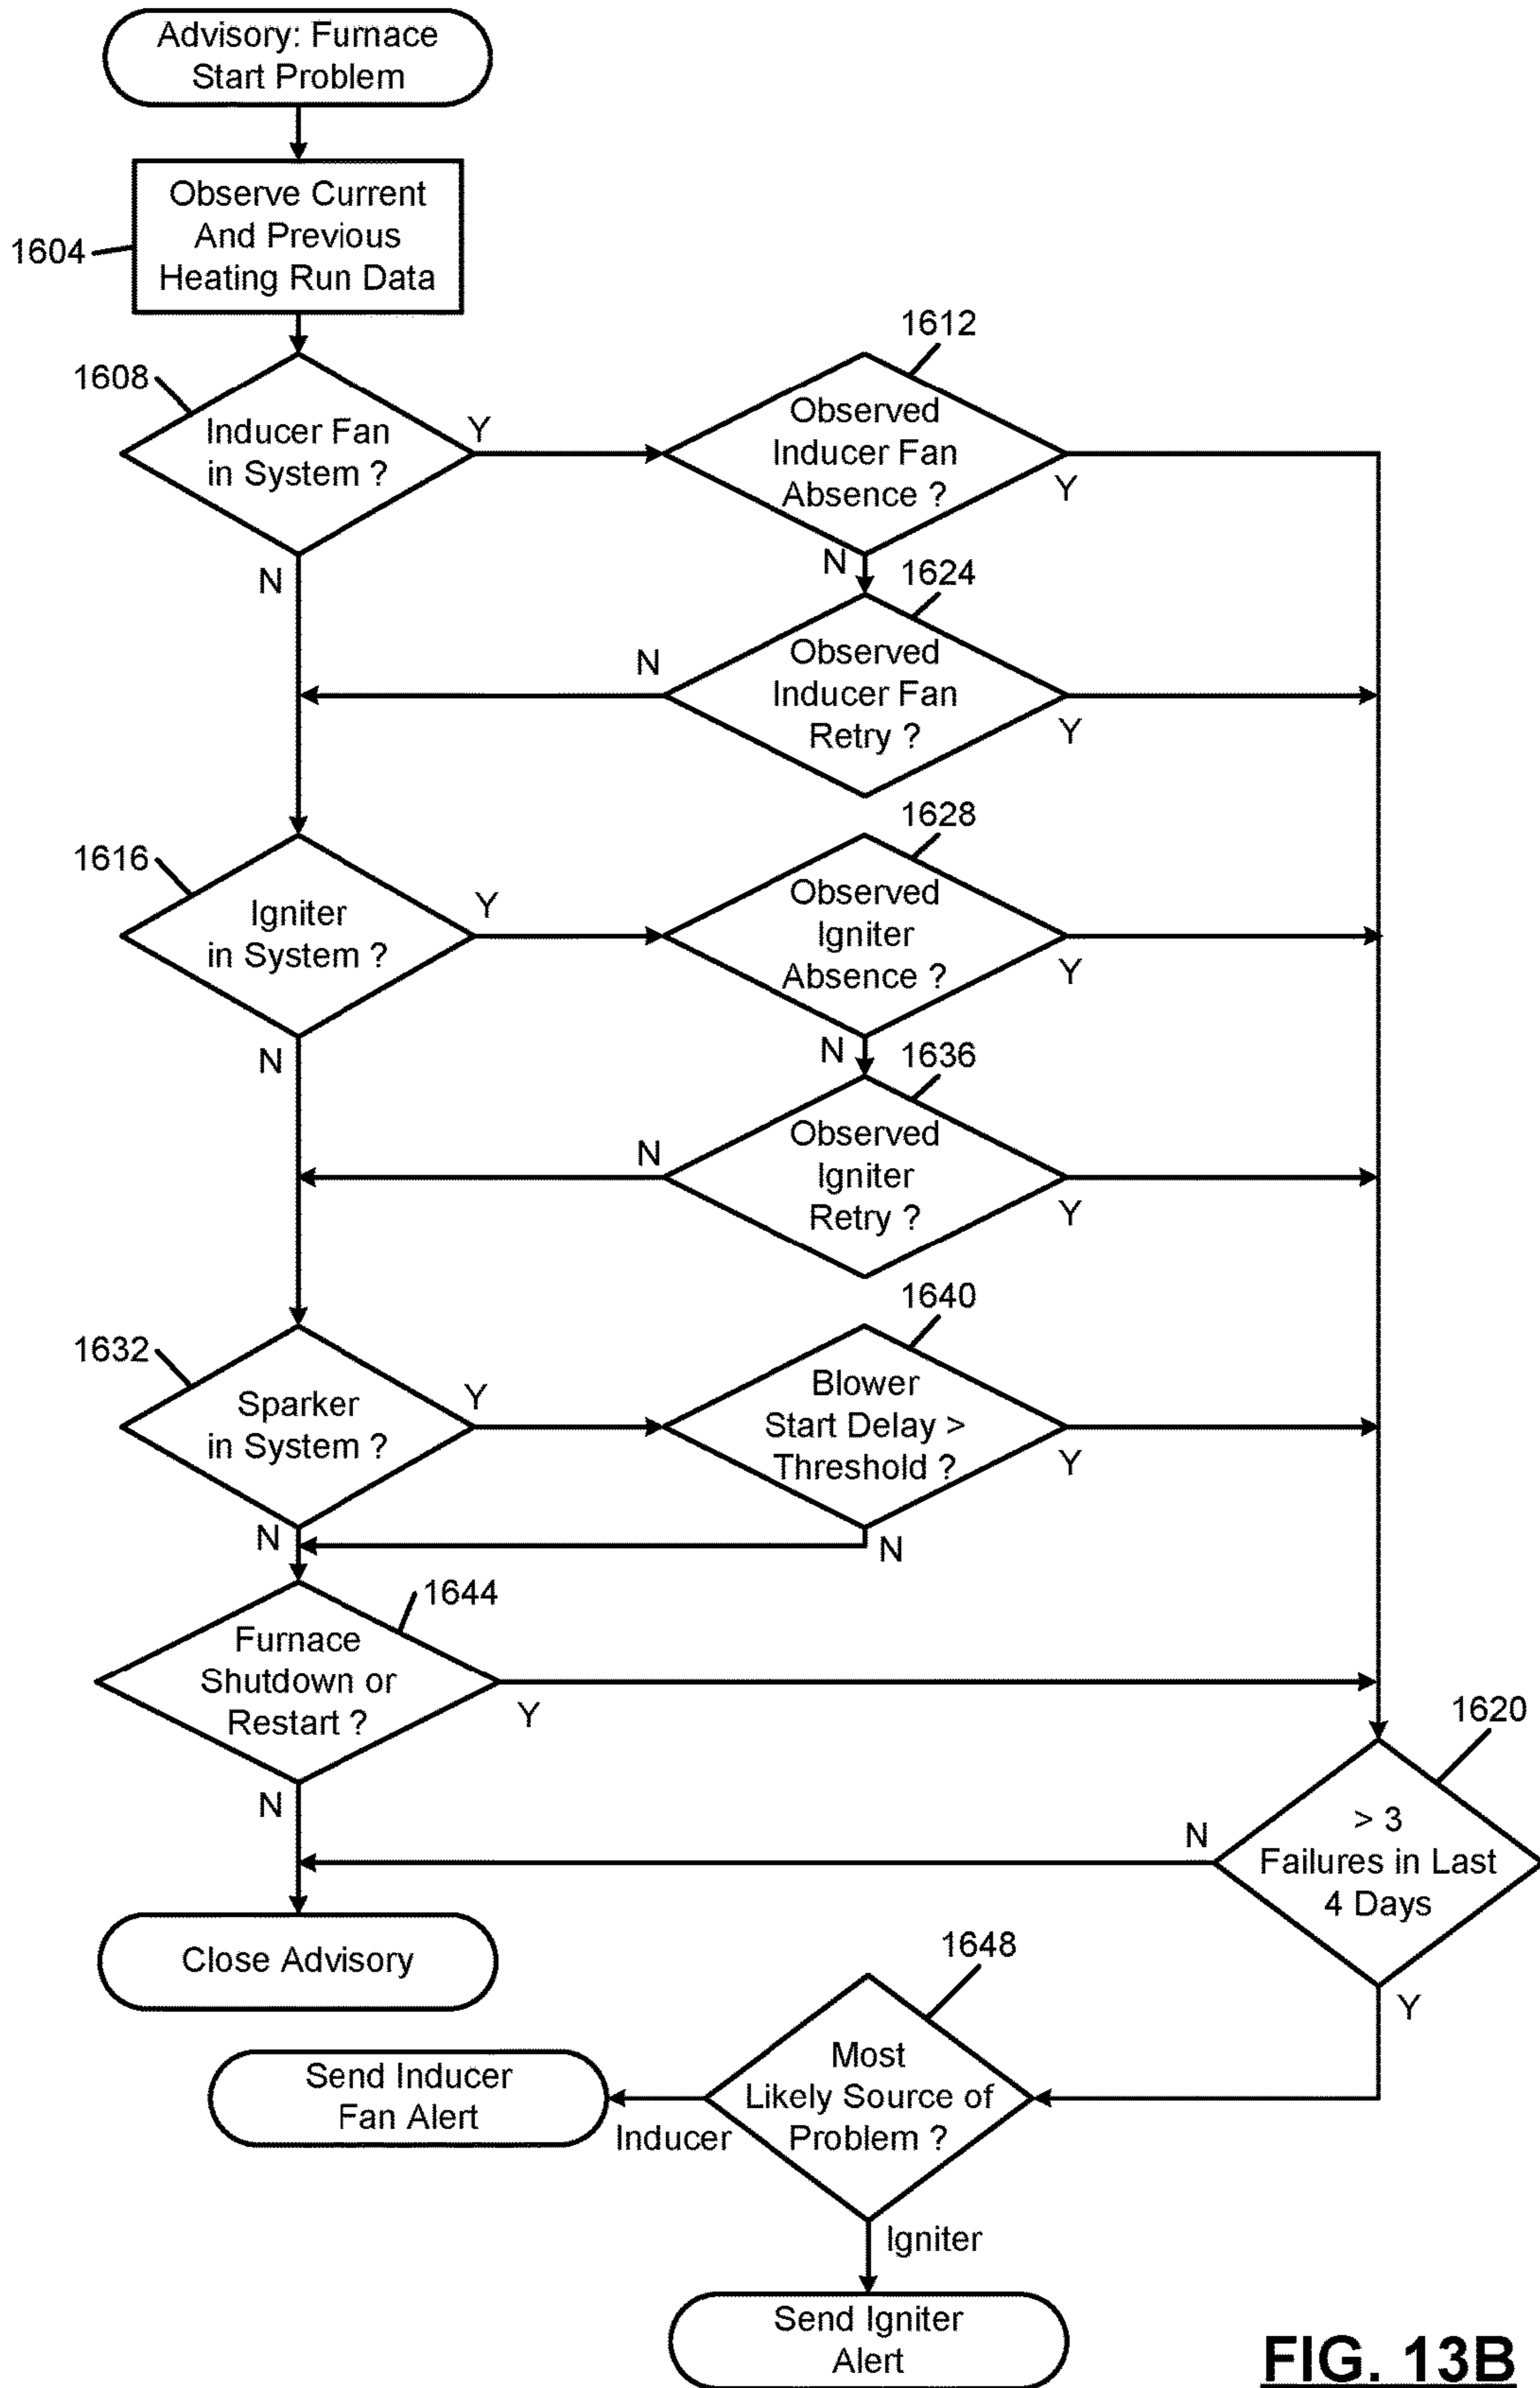 Advisory: Furnace
Start Problem
1604
Observe Current
And Previous
Heating Run Data
1608
Inducer Fan
in System ?
Y
N
1612
Observed
Inducer Fan
Absence ?
Y
N
1624
Observed
Inducer Fan
Retry ?
N
Y
1616
Igniter
in System ?
Y
N
1628
Observed
Igniter
Absence ?
Y
N
1636
Observed
Igniter
Retry ?
N
Y
1632
Sparker
in System ?
Y
N
1640
Blower
Start Delay >
Threshold ?
Y
N
1644
Furnace
Shutdown or
Restart ?
Y
N
1620
> 3
Failures in Last
4 Days
N
Y
Close Advisory
1648
Most
Likely Source of
Problem ?
Inducer
Igniter
Send Inducer
Fan Alert
Send Igniter
Alert
FIG. 13B